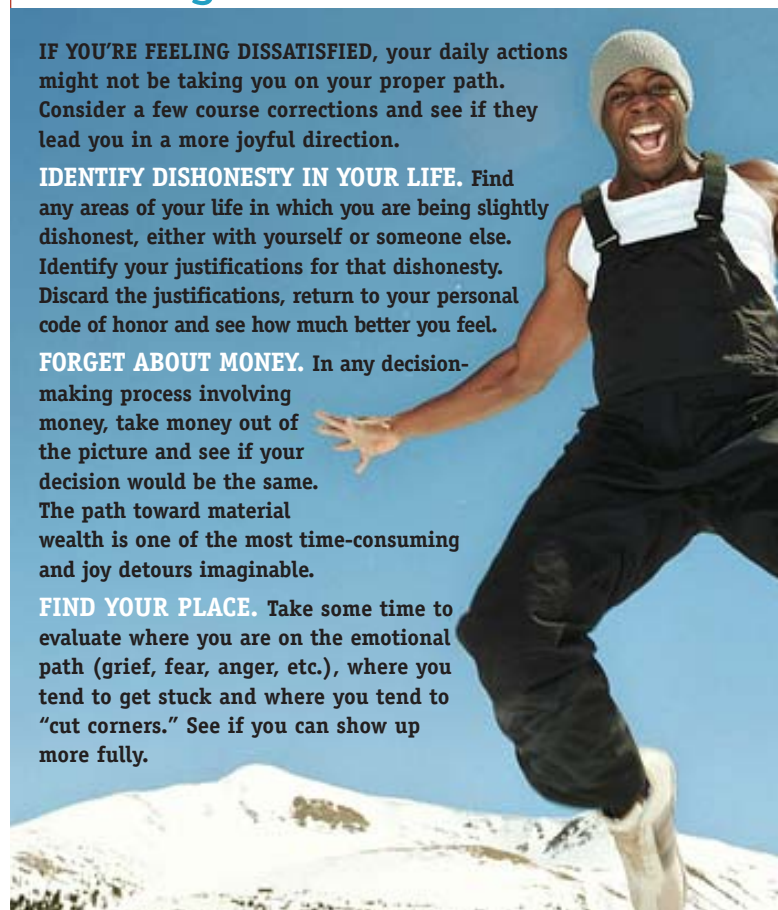 IF YOU’RE FEELING DISSATISFIED, your daily actions
might not be taking you on your proper path.
Consider a few course corrections and see if they
lead you in a more joyful direction.
IDENTIFY DISHONESTY IN YOUR LIFE. Find
any areas of your life in which you are being slightly
dishonest, either with yourself or someone else.
Identify your justifications for that dishonesty.
Discard the justifications, return to your personal
code of honor and see how much better you feel.
FORGET ABOUT MONEY. In any decision-
making process involving
money, take money out of
the picture and see if your
decision would be the same.
The path toward material
wealth is one of the most time-consuming
and joy detours imaginable.
FIND YOUR PLACE. Take some time to
evaluate where you are on the emotional
path (grief, fear, anger, etc.), where you
tend to get stuck and where you tend to
“cut corners.” See if you can show up
more fully.